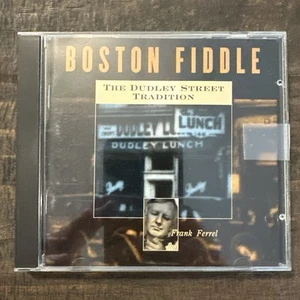 BOSTON FIDDLE
THE DUDLEY STREET
TRADITION
DUDLEY
LUNCH
DUDLEY LUNCH
Frank Ferrel